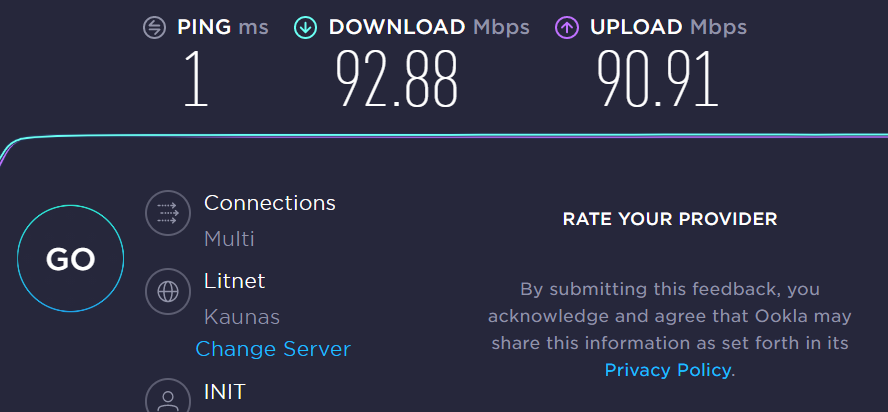 PING ms DOWNLOAD Mbps UPLOAD Mbps
1 92.88 90.91
GO
Connections
Multi
Litnet
Kaunas
Change Server
INIT
RATE YOUR PROVIDER
By submitting this feedback, you
acknowledge and agree that Ookla may
share this information as set forth in its
Privacy Policy.